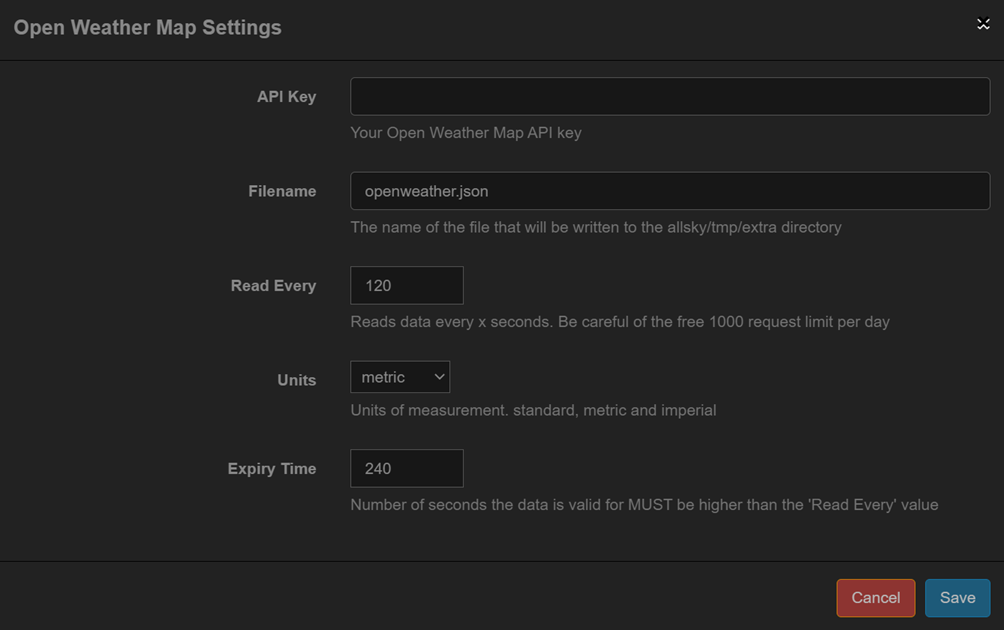 Open Weather Map Settings
API Key
Your Open Weather Map API key
Filename
openweather.json
The name of the file that will be written to the allsky/tmp/extra directory
Read Every
120
Reads data every x seconds. Be careful of the free 1000 request limit per day
Units
metric
Units of measurement. standard, metric and imperial
Expiry Time
240
Number of seconds the data is valid for MUST be higher than the 'Read Every' value
Cancel
Save